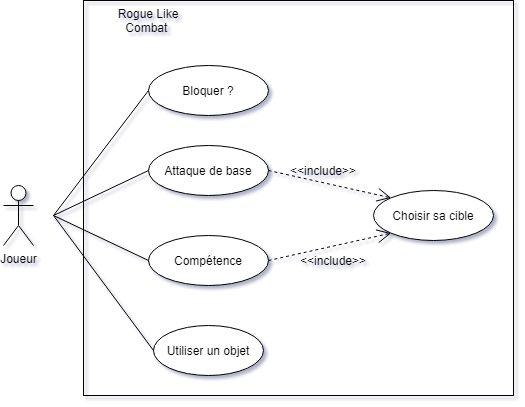 Rogue Like
Combat
Bloquer ?
Attaque de base
<<include>>
Choisir sa cible
Joueur
Compétence
<<include>>
Utiliser un objet